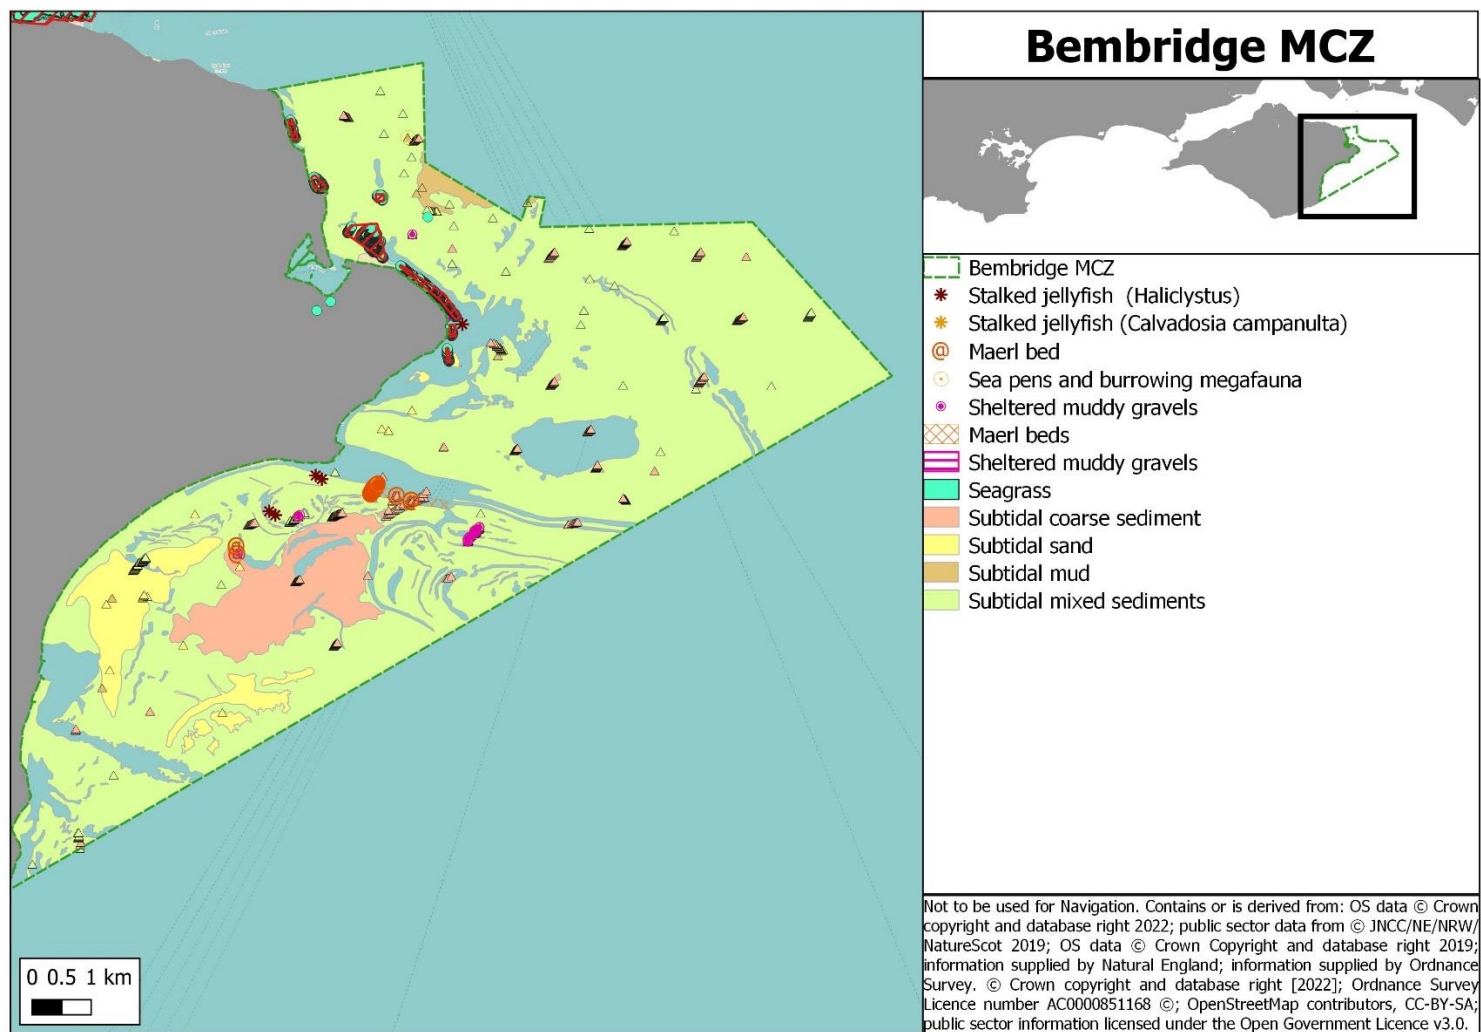 Bembridge MCZ
Bembridge MCZ
Stalked jellyfish (Haliclystus)
Stalked jellyfish (Calvadosia campanulta)
@ Maerl bed
Sea pens and burrowing megafauna
Sheltered muddy gravels
Maerl beds
Sheltered muddy gravels
Seagrass
Subtidal coarse sediment
Subtidal sand
Subtidal mud
Subtidal mixed sediments
0 0.5 1 km
Not to be used for Navigation. Contains or is derived from: OS data © Crown
copyright and database right 2022; public sector data from © JNCC/NE/NRW/
NatureScot 2019; OS data © Crown Copyright and database right 2019;
information supplied by Natural England; information supplied by Ordnance
Survey. © Crown copyright and database right [2022]; Ordnance Survey
Licence number AC0000851168 ©; OpenStreetMap contributors, CC-BY-SA;
public sector information licensed under the Open Government Licence v3.0.